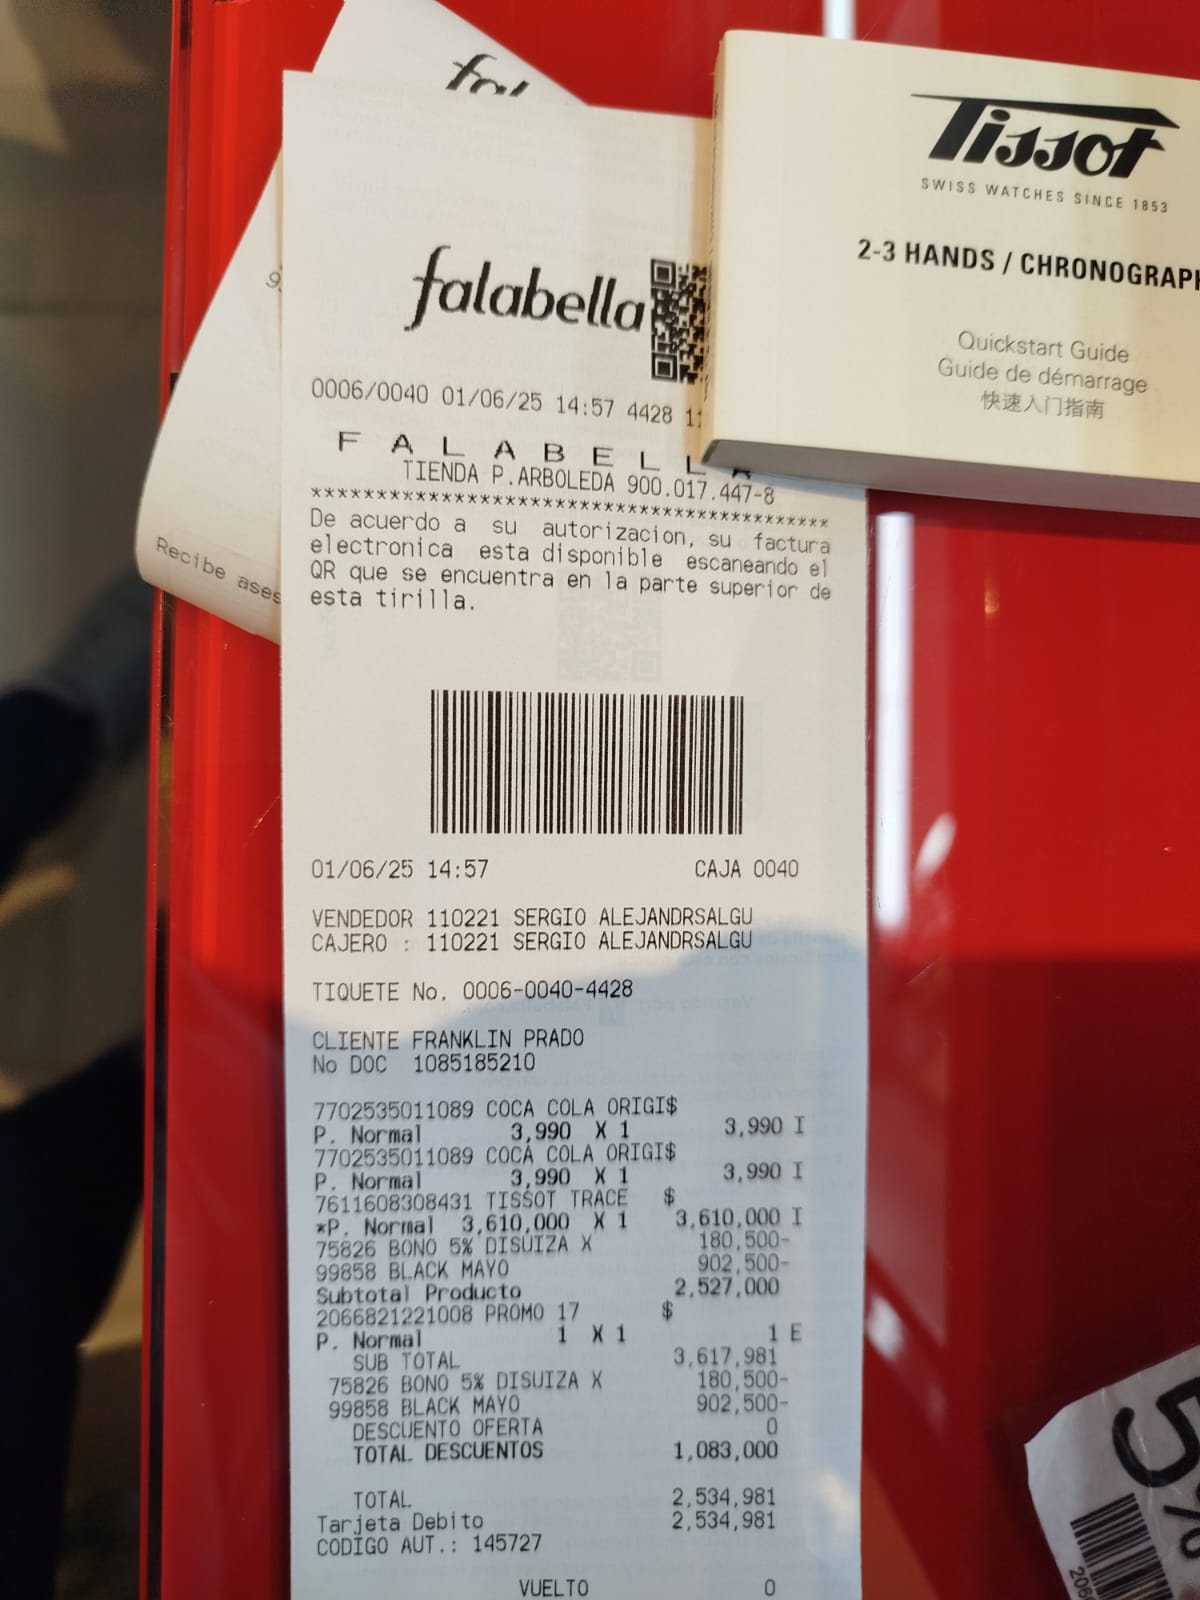 fal
Tissot
SWISS WATCHES SINCE 1853
2-3 HANDS / CHRONOGRAPH
Quickstart Guide
Guide de démarrage
快速入门指南
Recibe ases
falabella
0006/0040 01/06/25 14:57 4428 11
F A L A B E L L A
TIENDA P.ARBOLEDA 900.017.447-8
****************************************
De acuerdo a su autorizacion, su factura
electronica esta disponible escaneando el
QR que se encuentra en la parte superior de
esta tirilla.
01/06/25 14:57 CAJA 0040
VENDEDOR 110221 SERGIO ALEJANDRSALGU
CAJERO : 110221 SERGIO ALEJANDRSALGU
TIQUETE No. 0006-0040-4428
CLIENTE FRANKLIN PRADO
No DOC 1085185210
7702535011089 COCA COLA ORIGI$
P. Normal 3,990 X 1 3,990 I
7702535011089 COCA COLA ORIGI$
P. Normal 3,990 X 1 3,990 I
7611608308431 TISSOT TRACE $
*P. Normal 3,610,000 X 1 3,610,000 I
75826 BONO 5% DISUIZA X 180,500-
99858 BLACK MAYO 902,500-
Subtotal Producto 2,527,000
2066821221008 PROMO 17 $
P. Normal 1 X 1 1 E
SUB TOTAL 3,617,981
75826 BONO 5% DISUIZA X 180,500-
99858 BLACK MAYO 902,500-
DESCUENTO OFERTA 0
TOTAL DESCUENTOS 1,083,000
TOTAL 2,534,981
Tarjeta Debito 2,534,981
CODIGO AUT.: 145727
VUELTO 0
5%
206